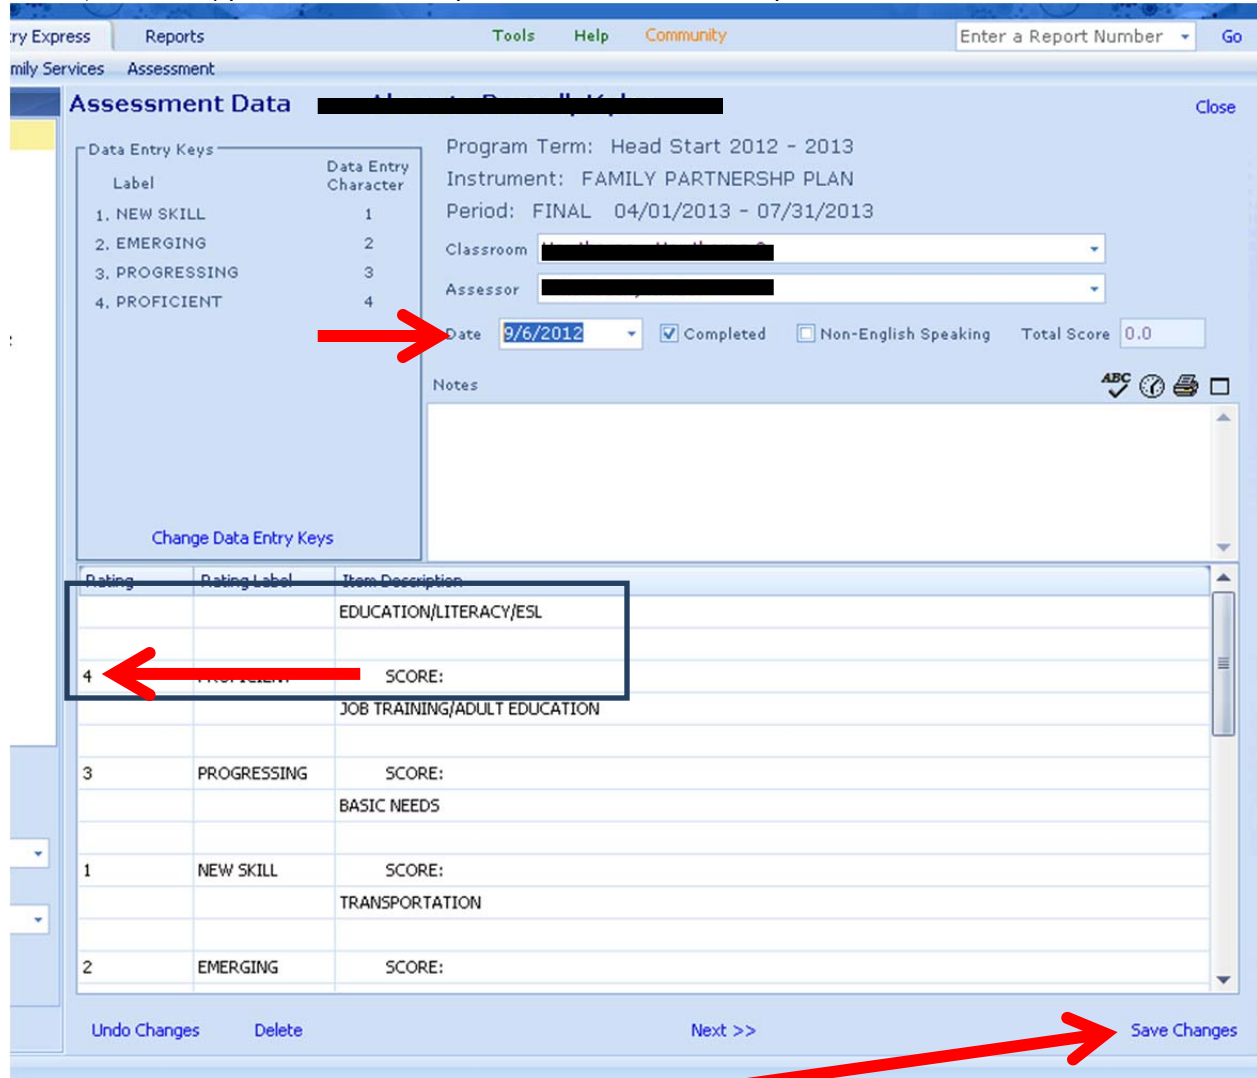 ry Express Reports Tools Help Community Enter a Report Number Go
mily Services Assessment
Assessment Data
Close
Data Entry Keys
Label Data Entry Character
1. NEW SKILL 1
2. EMERGING 2
3. PROGRESSING 3
4. PROFICIENT 4
Change Data Entry Keys
Program Term: Head Start 2012 - 2013
Instrument: FAMILY PARTNERSHP PLAN
Period: FINAL 04/01/2013 - 07/31/2013
Classroom
Assessor
Date 9/6/2012 Completed Non-English Speaking Total Score 0.0
Notes
ABC
Rating Rating Label Item Description
EDUCATION/LITERACY/ESL
4 PROFICIENT SCORE:
JOB TRAINING/ADULT EDUCATION
3 PROGRESSING SCORE:
BASIC NEEDS
1 NEW SKILL SCORE:
TRANSPORTATION
2 EMERGING SCORE:
Undo Changes Delete Next >> Save Changes